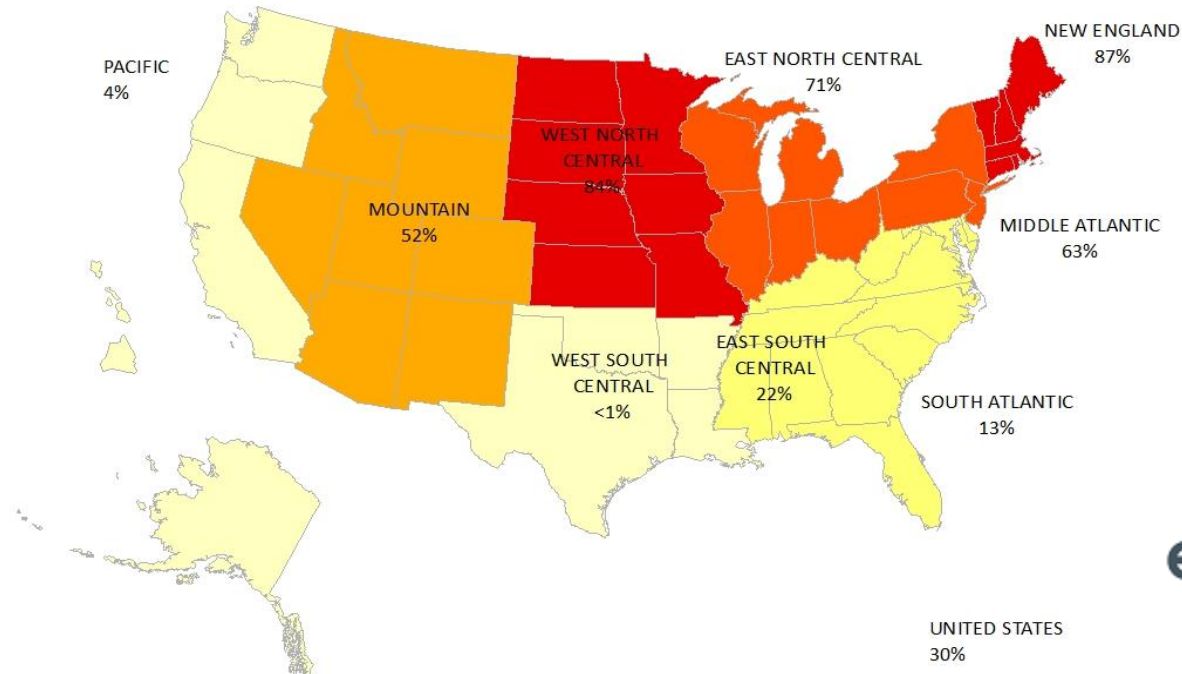 PACIFIC
4%
NEW ENGLAND
87%
EAST NORTH CENTRAL
71%
WEST NORTH
CENTRAL
84%
MOUNTAIN
52%
MIDDLE ATLANTIC
63%
WEST SOUTH
CENTRAL
<1%
EAST SOUTH
CENTRAL
22%
SOUTH ATLANTIC
13%
UNITED STATES
30%